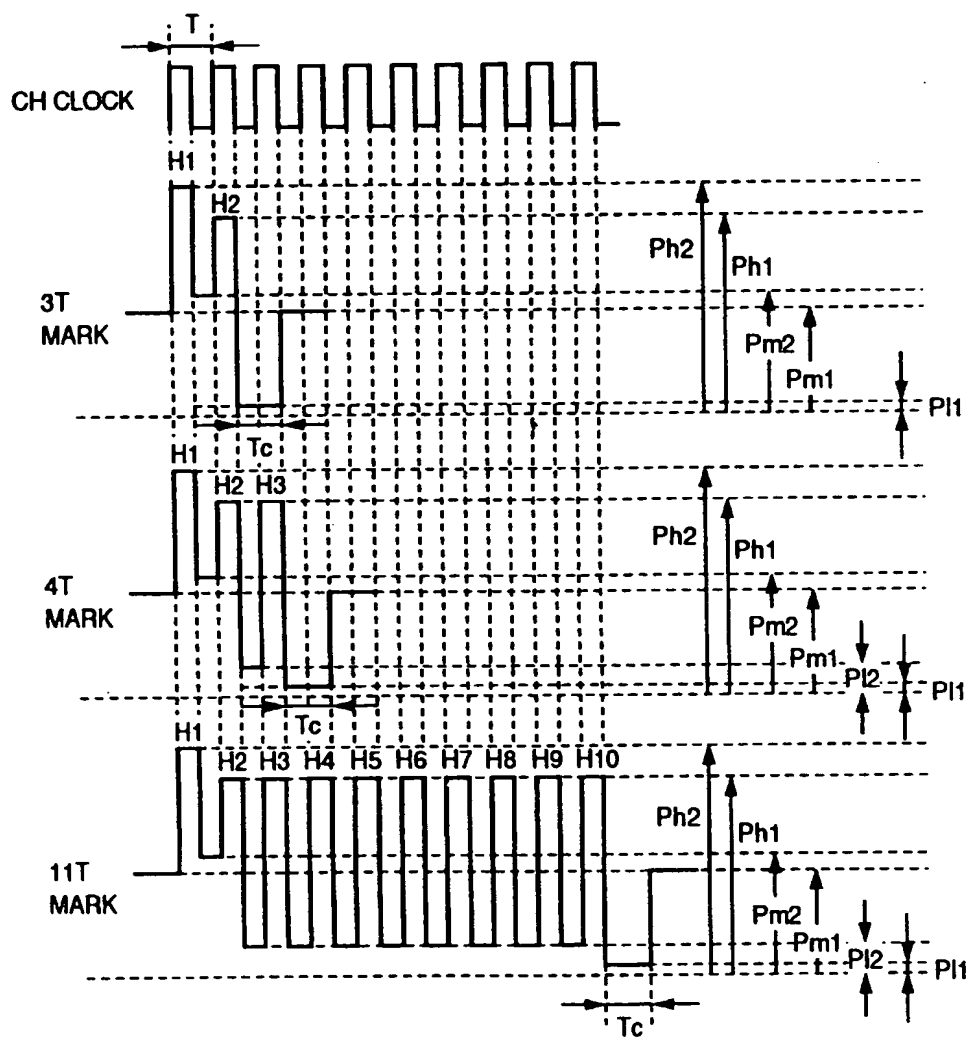 T
CH CLOCK
H1
H2
3T
MARK
Ph2
Ph1
Pm2
Pm1
Pl1
Tc
H1
H2 H3
4T
MARK
Ph2
Ph1
Pm2
Pm1
Pl2
Pl1
Tc
H1
H2 H3 H4 H5 H6 H7 H8 H9 H10
11T
MARK
Ph2
Ph1
Pm2
Pm1
Pl2
Pl1
Tc